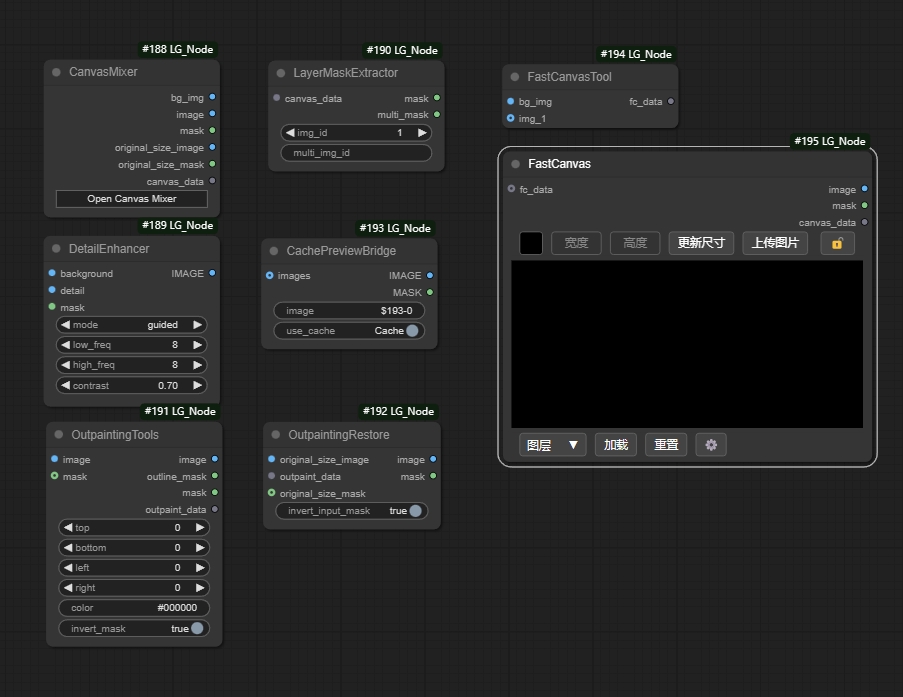 #188 LG_Node
CanvasMixer
bg_img
image
mask
original_size_image
original_size_mask
canvas_data
Open Canvas Mixer
#189 LG_Node
DetailEnhancer
background IMAGE
detail
mask
mode guided
low_freq 8
high_freq 8
contrast 0.70
#191 LG_Node
OutpaintingTools
image image
mask outline_mask
mask
outpaint_data
top 0
bottom 0
left 0
right 0
color #000000
invert_mask true
#190 LG_Node
LayerMaskExtractor
canvas_data mask
multi_mask
img_id 1
multi_img_id
#193 LG_Node
CachePreviewBridge
images IMAGE
MASK
image $193-0
use_cache Cache
#192 LG_Node
OutpaintingRestore
original_size_image image
outpaint_data mask
original_size_mask
invert_input_mask true
#194 LG_Node
FastCanvasTool
bg_img fc_data
img_1
#195 LG_Node
FastCanvas
fc_data image
mask
canvas_data
宽度 高度 更新尺寸 上传图片
图层 ▼ 加载 重置